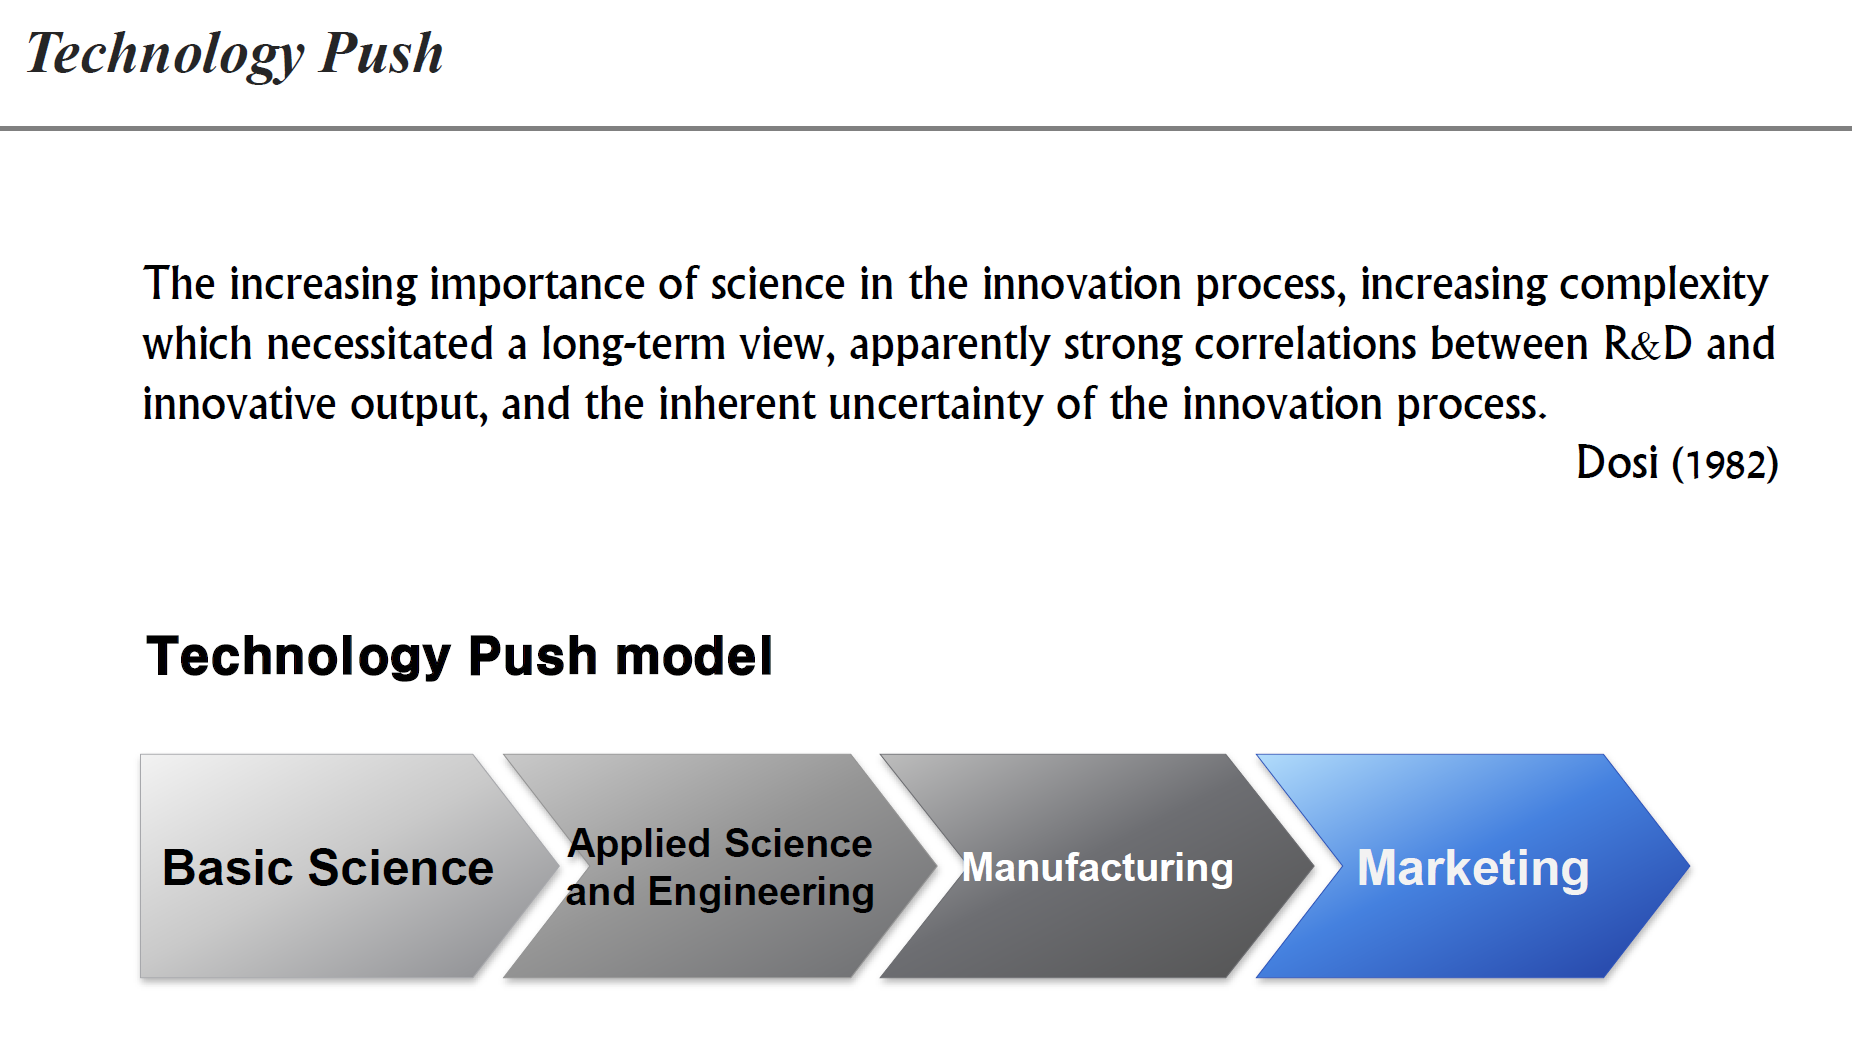 Technology Push
The increasing importance of science in the innovation process, increasing complexity
which necessitated a long-term view, apparently strong correlations between R&D and
innovative output, and the inherent uncertainty of the innovation process.
Dosi (1982)
Technology Push model
Basic Science
Applied Science
and Engineering
Manufacturing
Marketing